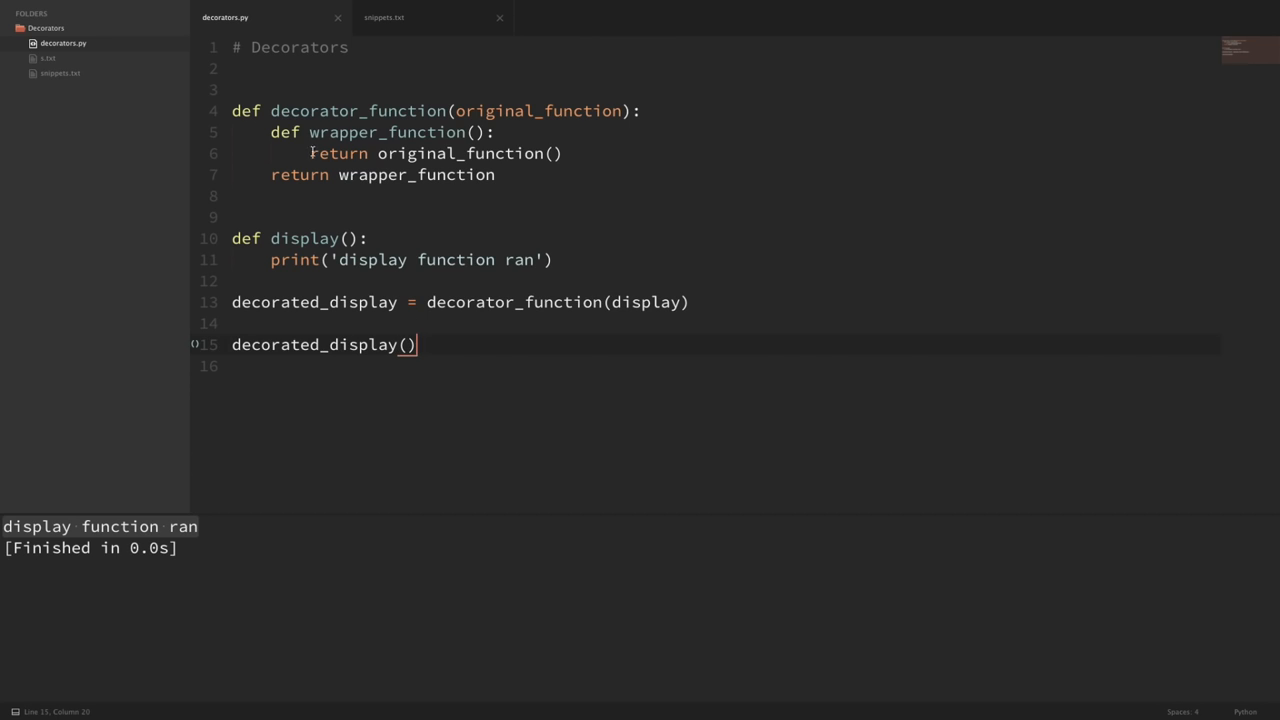 FOLDERS
Decorators
decorators.py
s.txt
snippets.txt
decorators.py
snippets.txt
1 # Decorators
2
3
4 def decorator_function(original_function):
5     def wrapper_function():
6         return original_function()
7     return wrapper_function
8
9
10 def display():
11     print('display function ran')
12
13 decorated_display = decorator_function(display)
14
15 decorated_display()
16
display function ran
[Finished in 0.0s]
Line 15, Column 20
Spaces: 4
Python